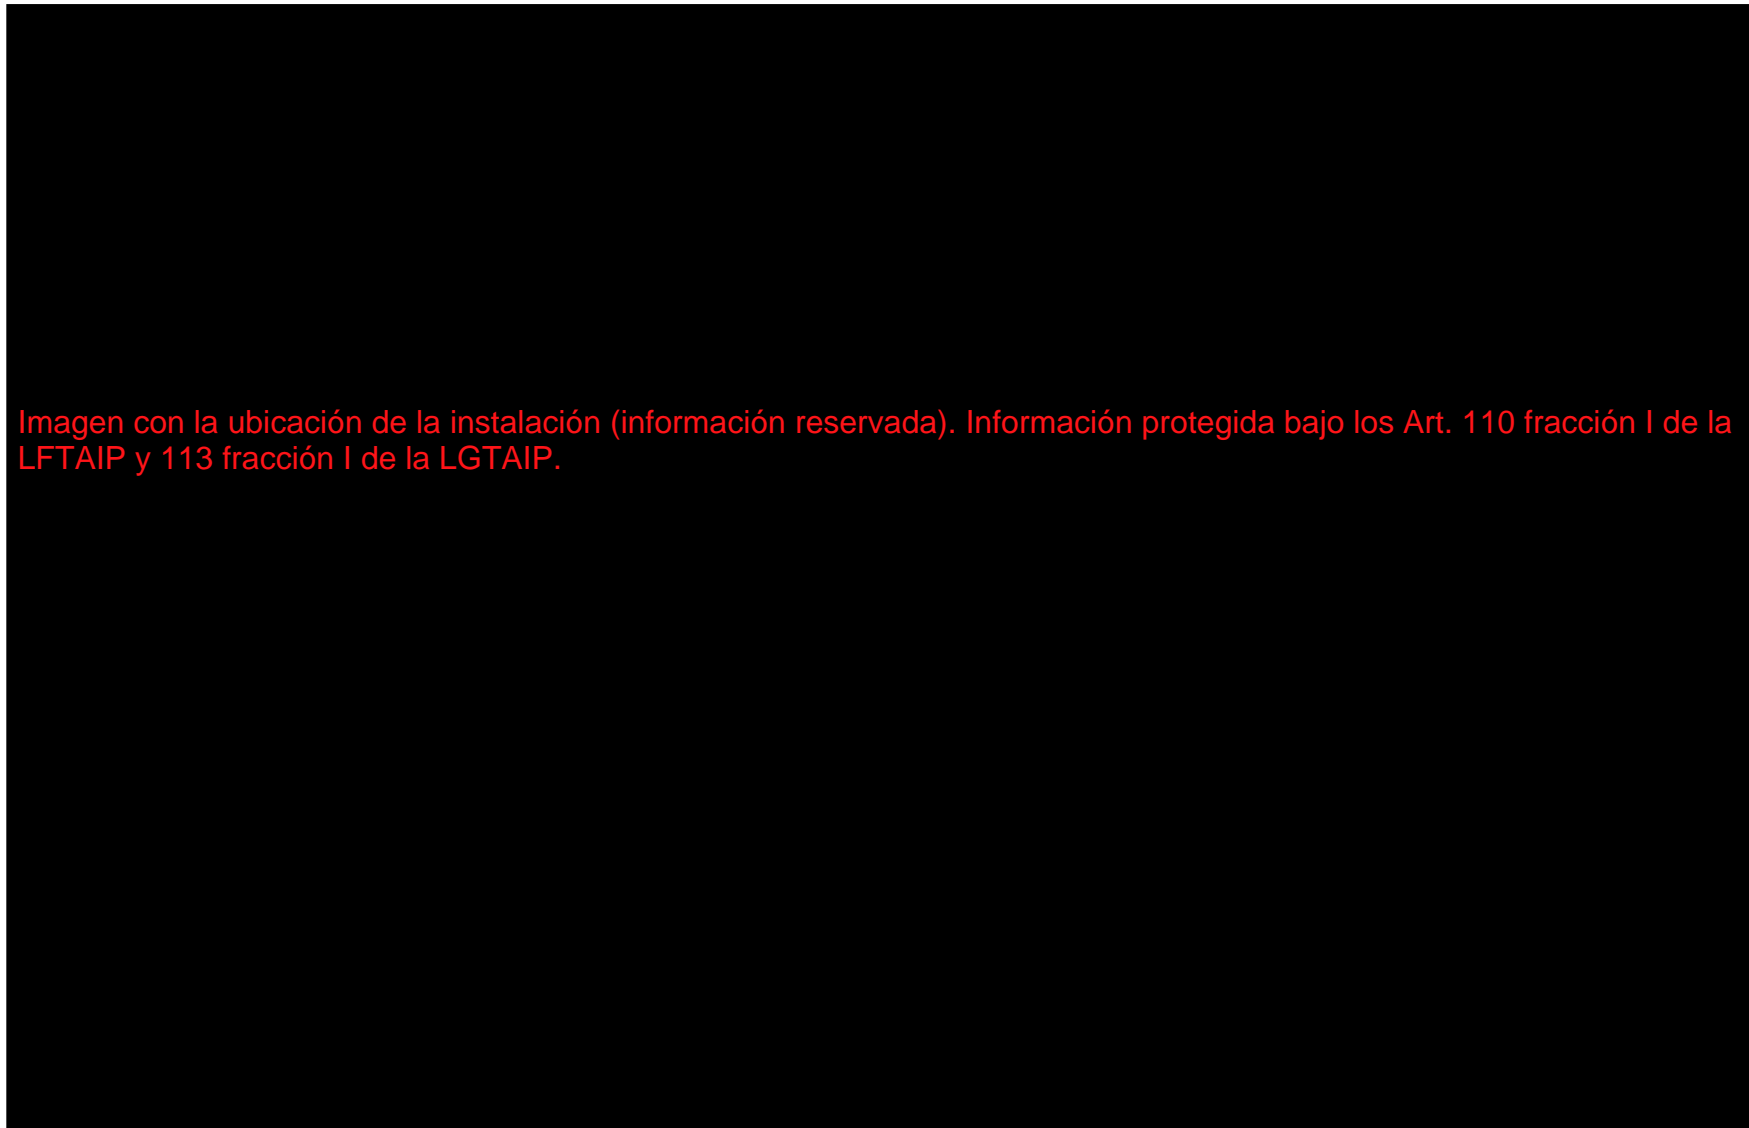 Imagen con la ubicación de la instalación (información reservada). Información protegida bajo los Art. 110 fracción I de la
LFTAIP y 113 fracción I de la LGTAIP.